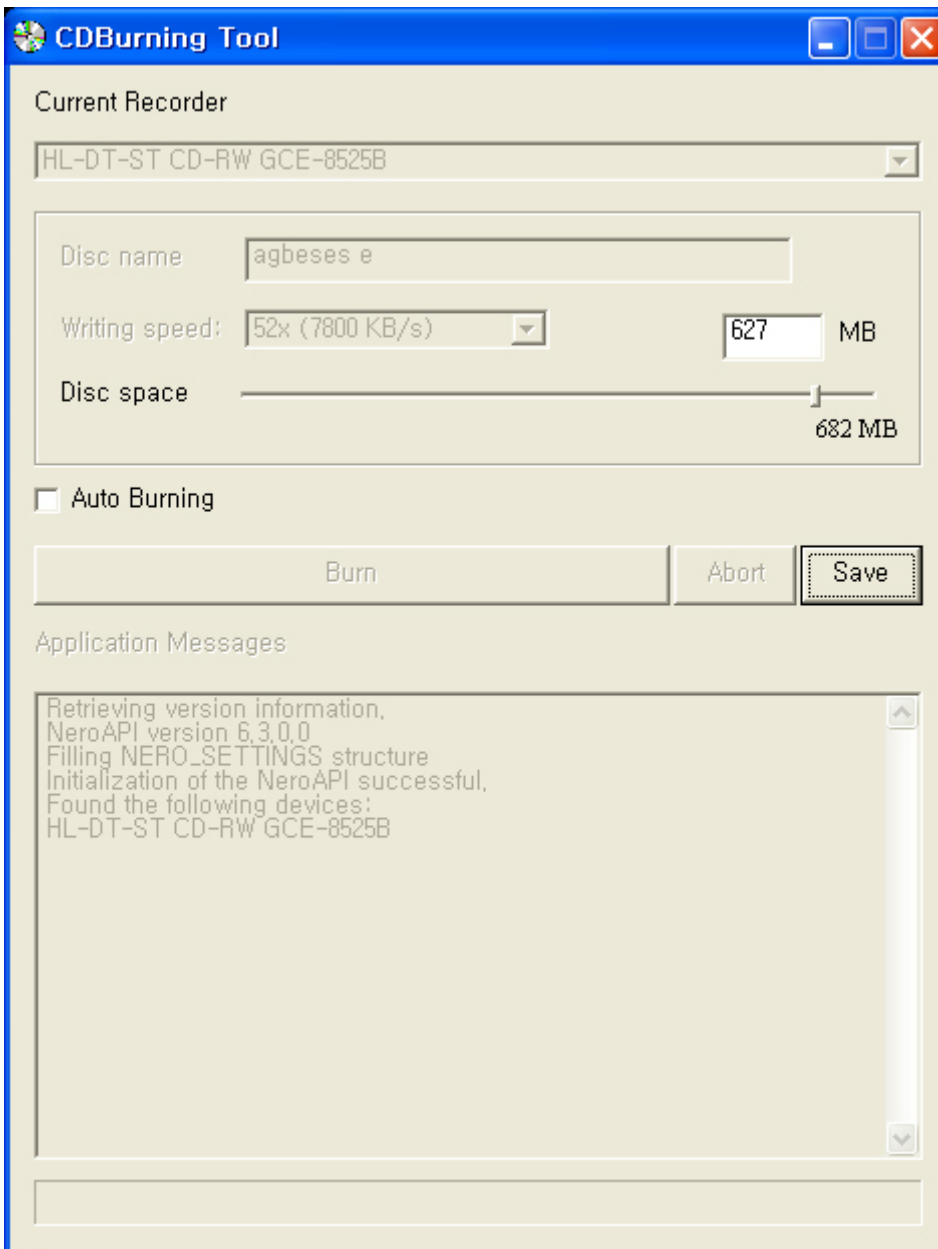 CDBurning Tool
Current Recorder
HL-DT-ST CD-RW GCE-8525B
Disc name agbeses e
Writing speed: 52x (7800 KB/s) 627 MB
Disc space
682 MB
Auto Burning
Burn Abort Save
Application Messages
Retrieving version information,
NeroAPI version 6,3,0,0
Filling NERO_SETTINGS structure
Initialization of the NeroAPI successful,
Found the following devices:
HL-DT-ST CD-RW GCE-8525B